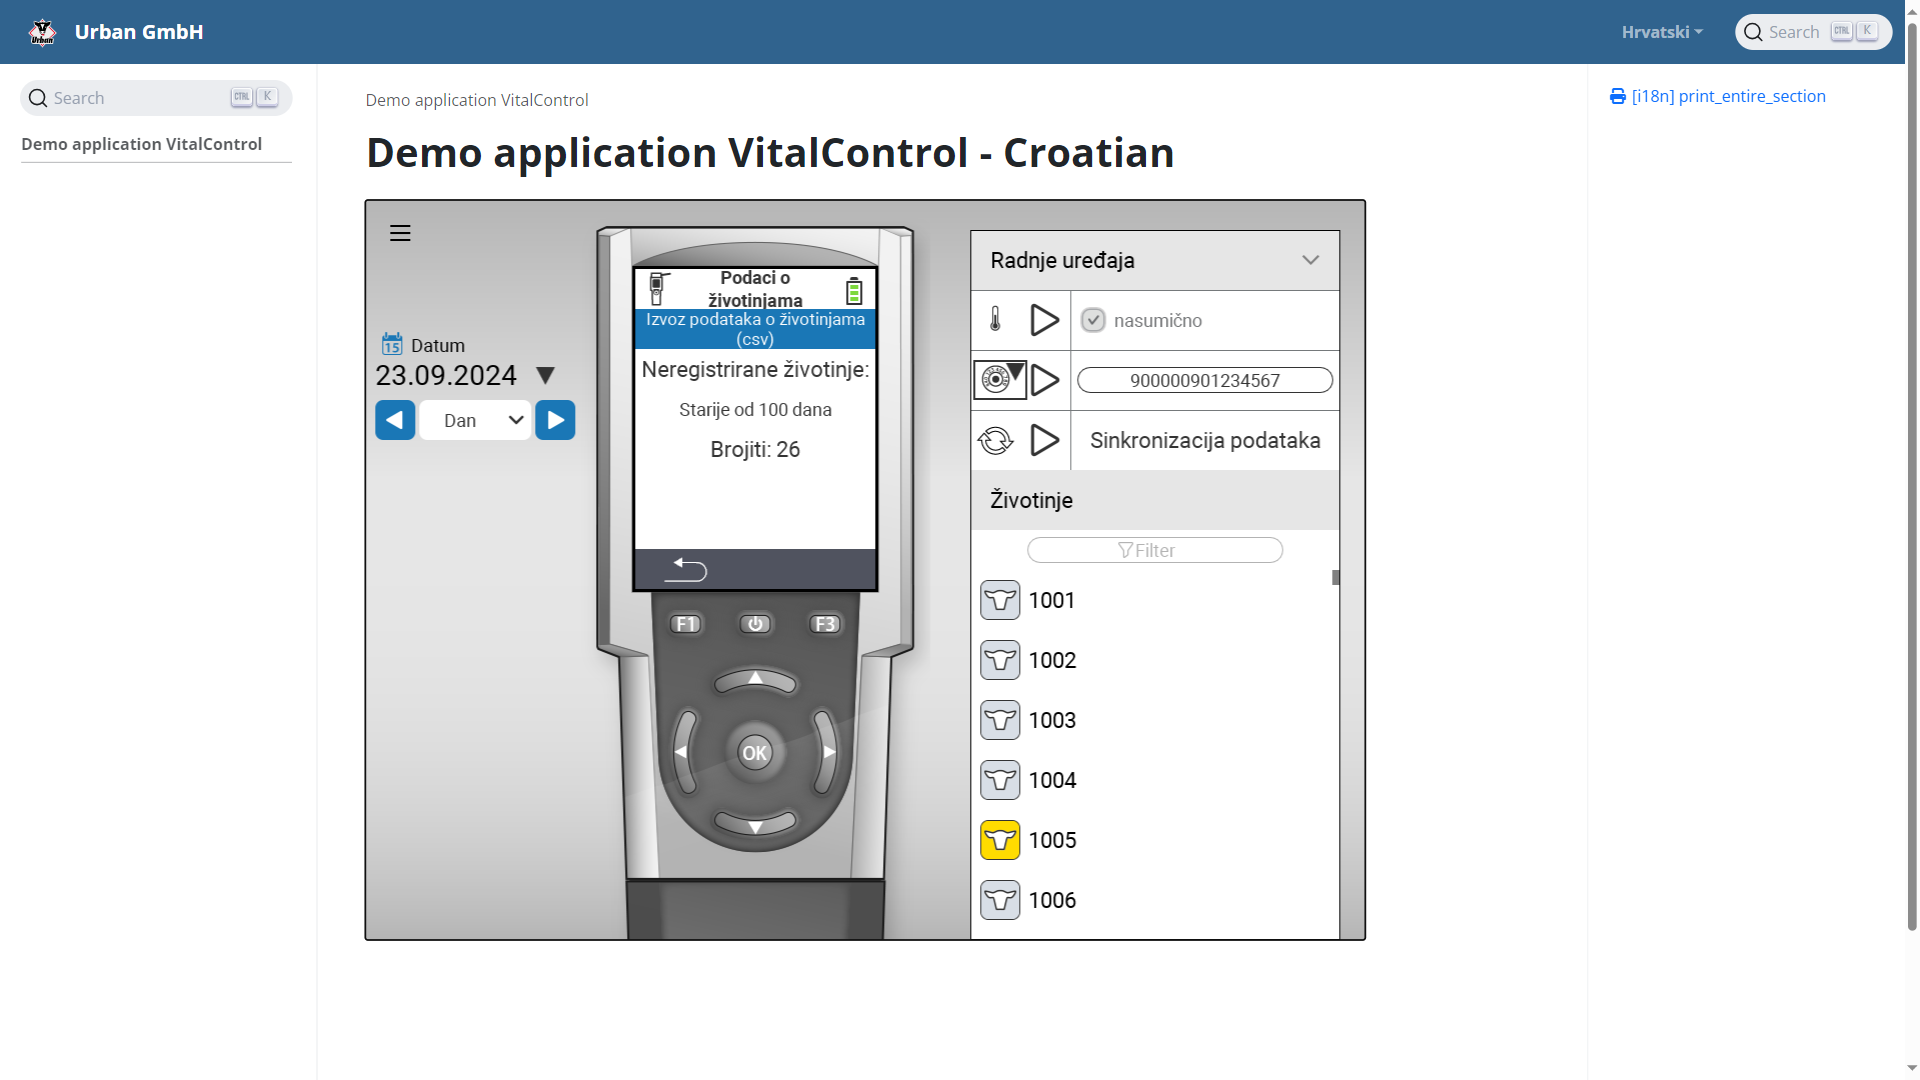 Urban GmbH
Hrvatski
Search CTRL K
Search CTRL K
Demo application VitalControl
Demo application VitalControl
[i18n] print_entire_section
Demo application VitalControl - Croatian
15 Datum
23.09.2024
Dan
Podaci o
životinjama
Izvoz podataka o životinjama
(csv)
Neregistrirane životinje:
Starije od 100 dana
Brojiti: 26
F1
F3
OK
Radnje uređaja
nasumično
900000901234567
Sinkronizacija podataka
Životinje
Filter
1001
1002
1003
1004
1005
1006